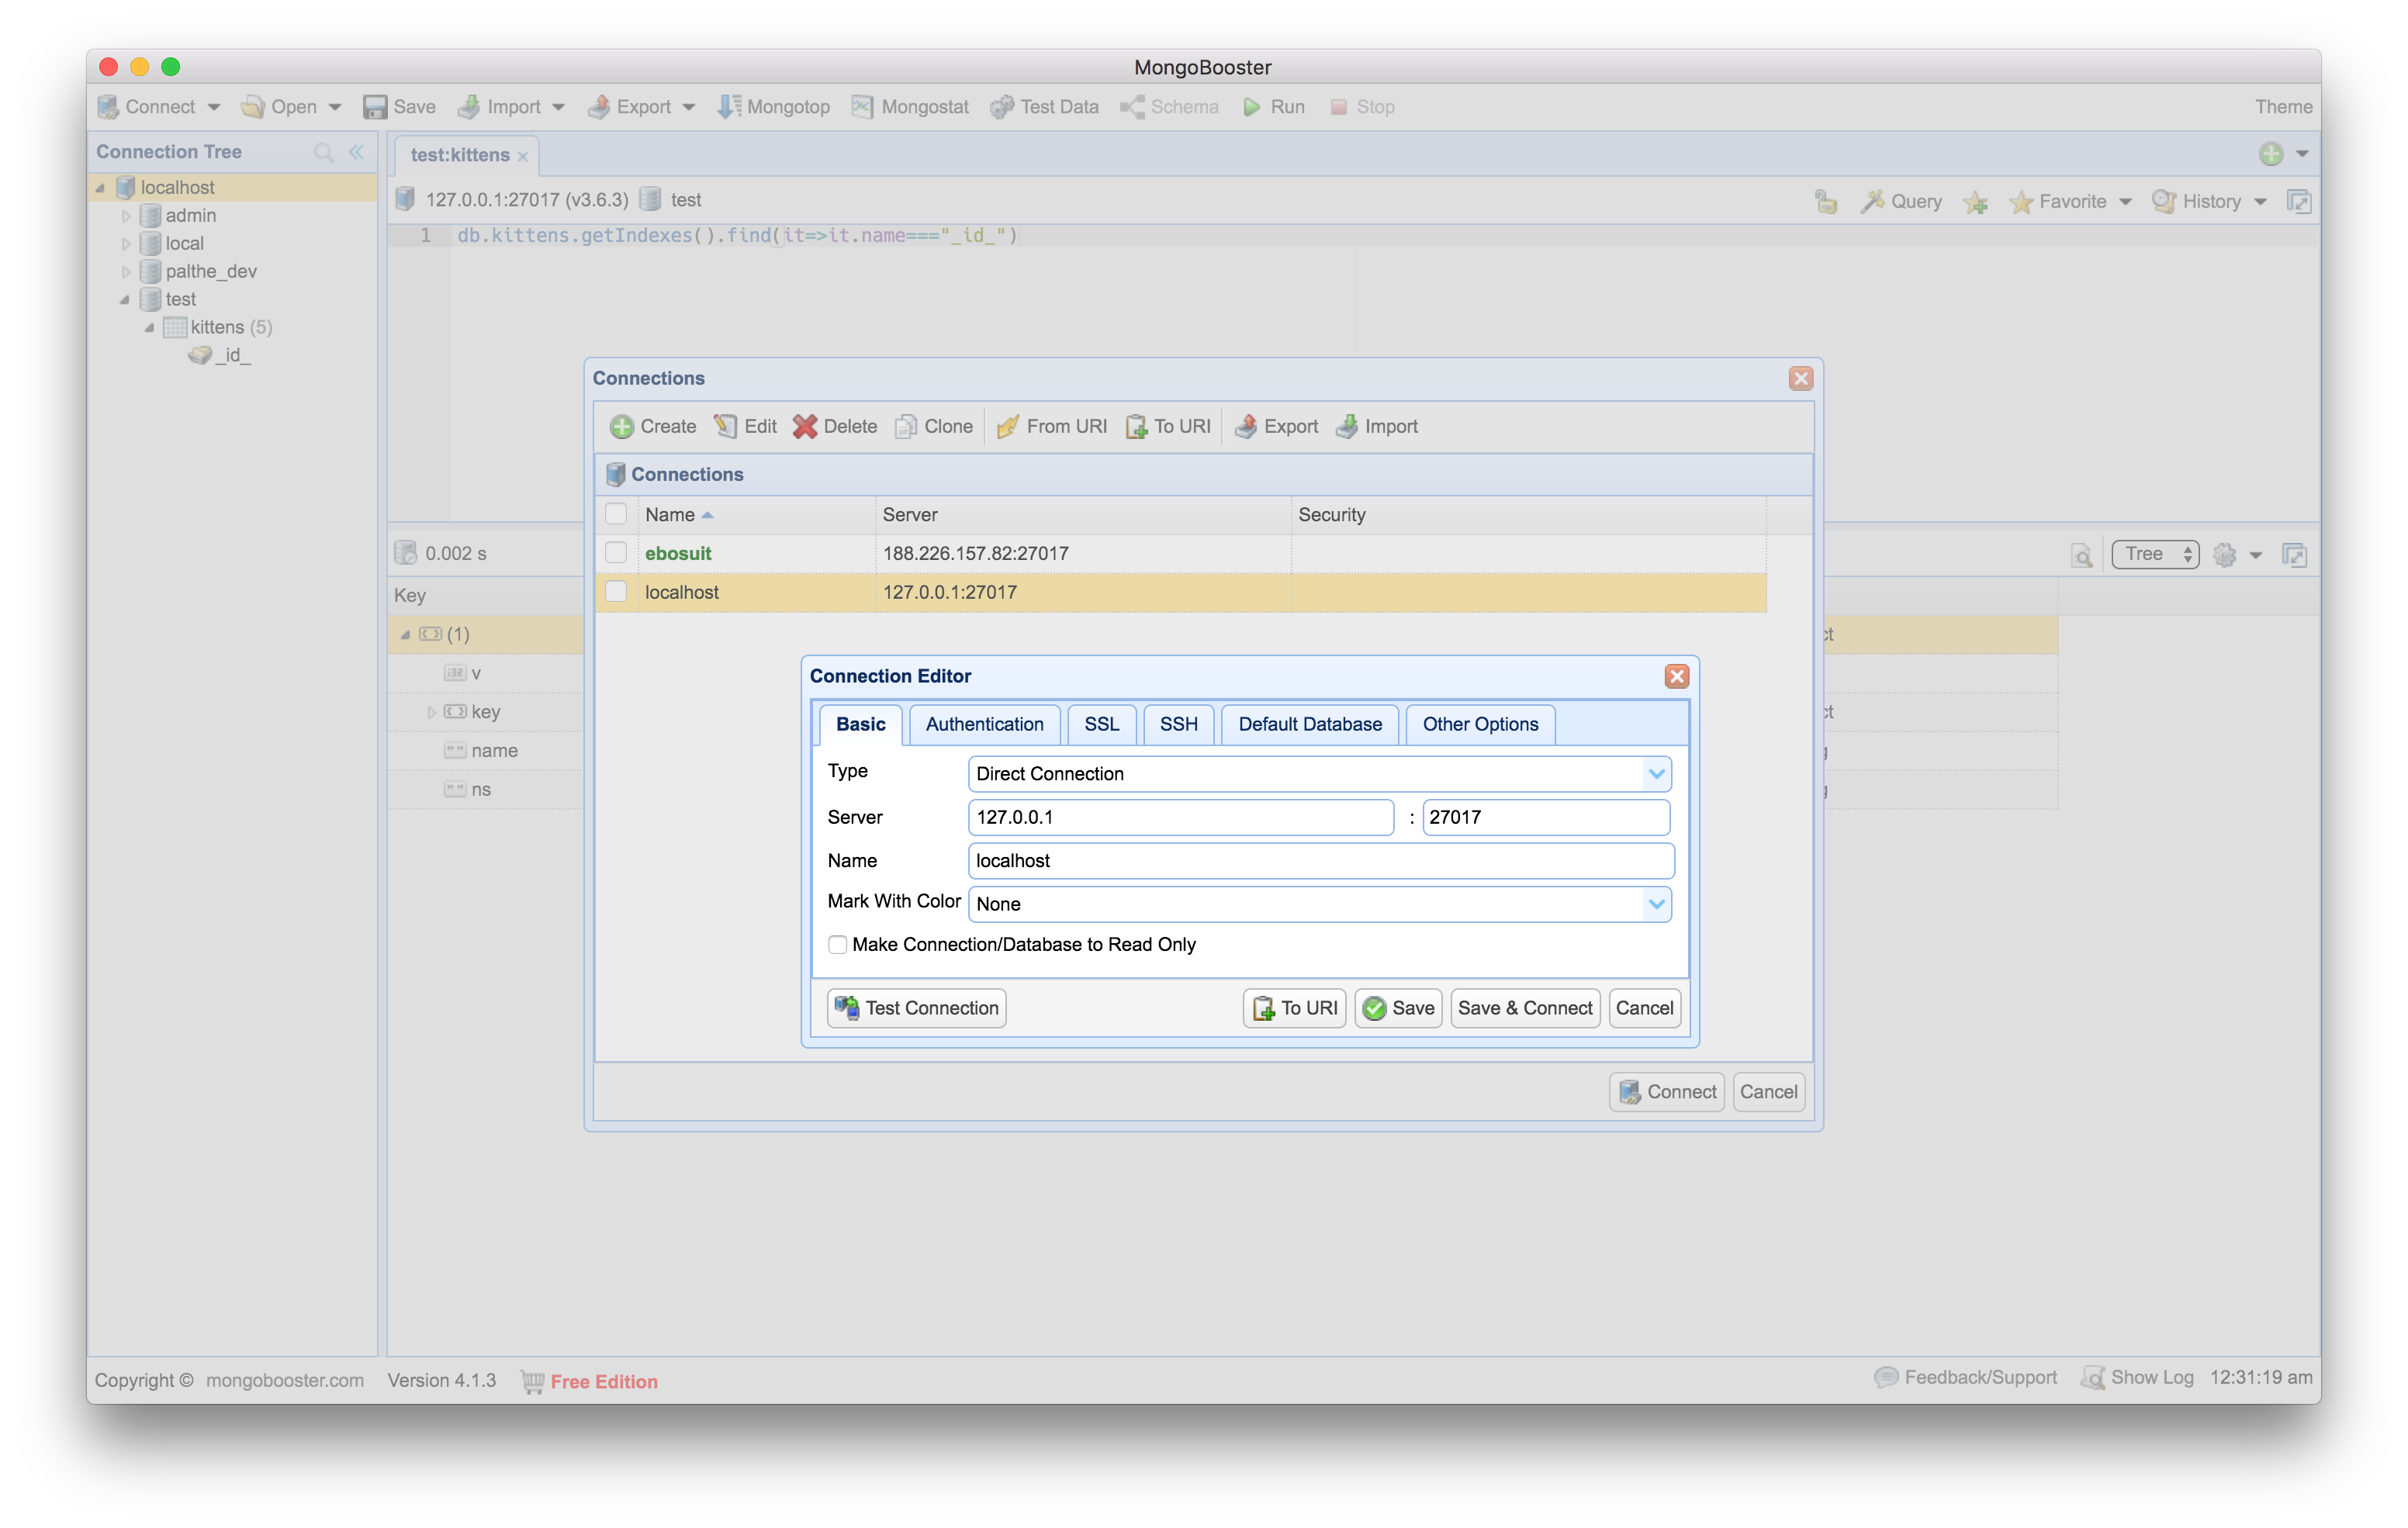 MongoBooster
Connect Open Save Import Export Mongotop Mongostat Test Data Schema Run Stop Theme
Connection Tree
localhost
admin
local
palthe_dev
test
kittens (5)
_id_
test:kittens
127.0.0.1:27017 (v3.6.3) test
Query Favorite History
1 db.kittens.getIndexes().find(it=>it.name==="_id_")
0.002 s
Tree
Key
(1)
v
key
name
ns
Connections
Create Edit Delete Clone From URI To URI Export Import
Connections
Name Server Security
ebosuit 188.226.157.82:27017
localhost 127.0.0.1:27017
Connection Editor
Basic Authentication SSL SSH Default Database Other Options
Type Direct Connection
Server 127.0.0.1 : 27017
Name localhost
Mark With Color None
Make Connection/Database to Read Only
Test Connection To URI Save Save & Connect Cancel
Connect Cancel
Copyright © mongobooster.com Version 4.1.3 Free Edition Feedback/Support Show Log 12:31:19 am